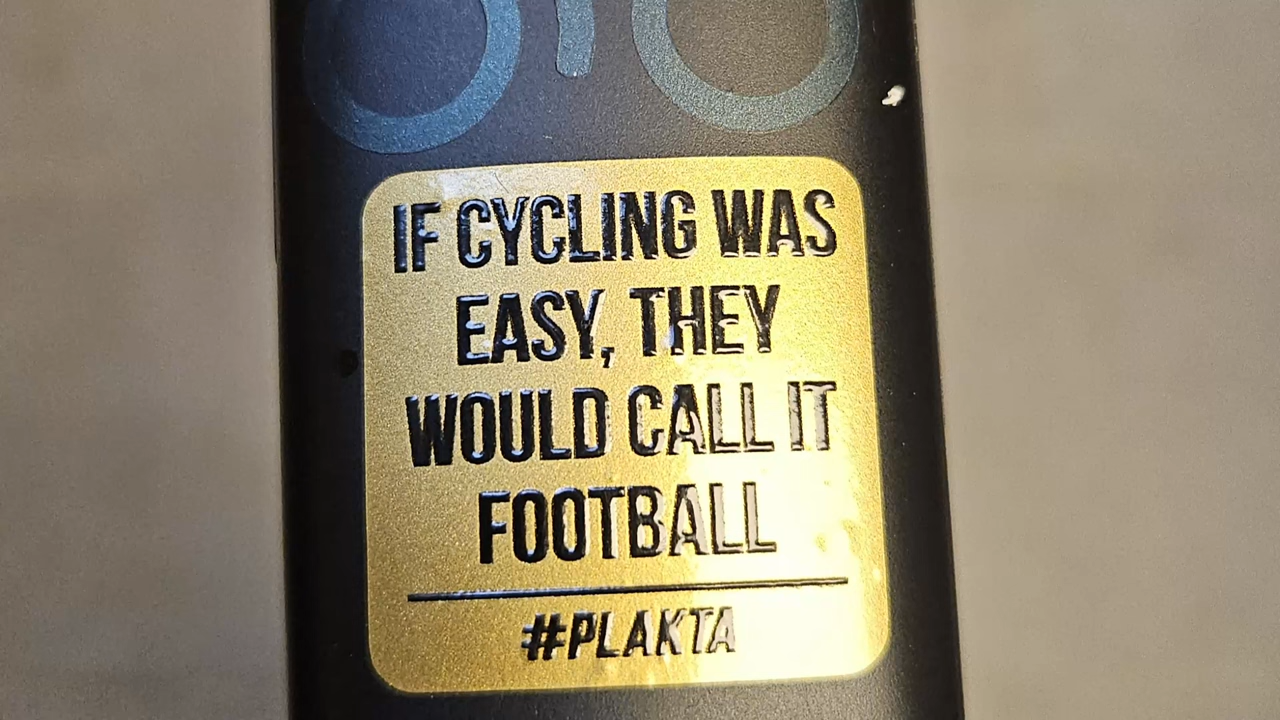 IF CYCLING WAS
EASY, THEY
WOULD CALL IT
FOOTBALL
#PLAKTA